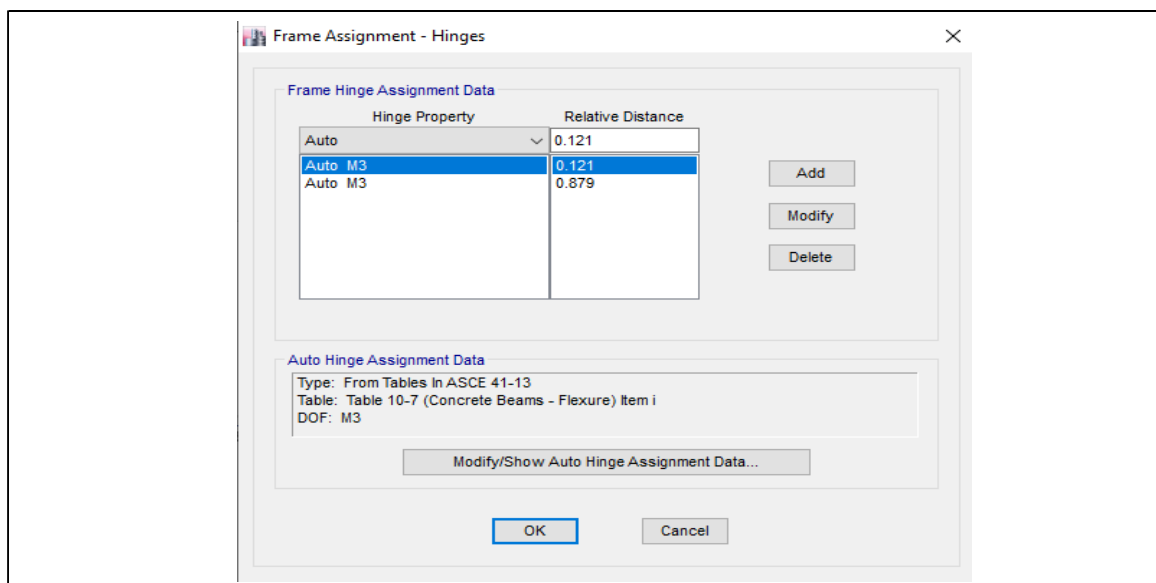 Frame Assignment - Hinges
Frame Hinge Assignment Data
Hinge Property Relative Distance
Auto 0.121
Auto M3 0.121
Auto M3 0.879
Add
Modify
Delete
Auto Hinge Assignment Data
Type: From Tables In ASCE 41-13
Table: Table 10-7 (Concrete Beams - Flexure) Item i
DOF: M3
Modify/Show Auto Hinge Assignment Data...
OK Cancel